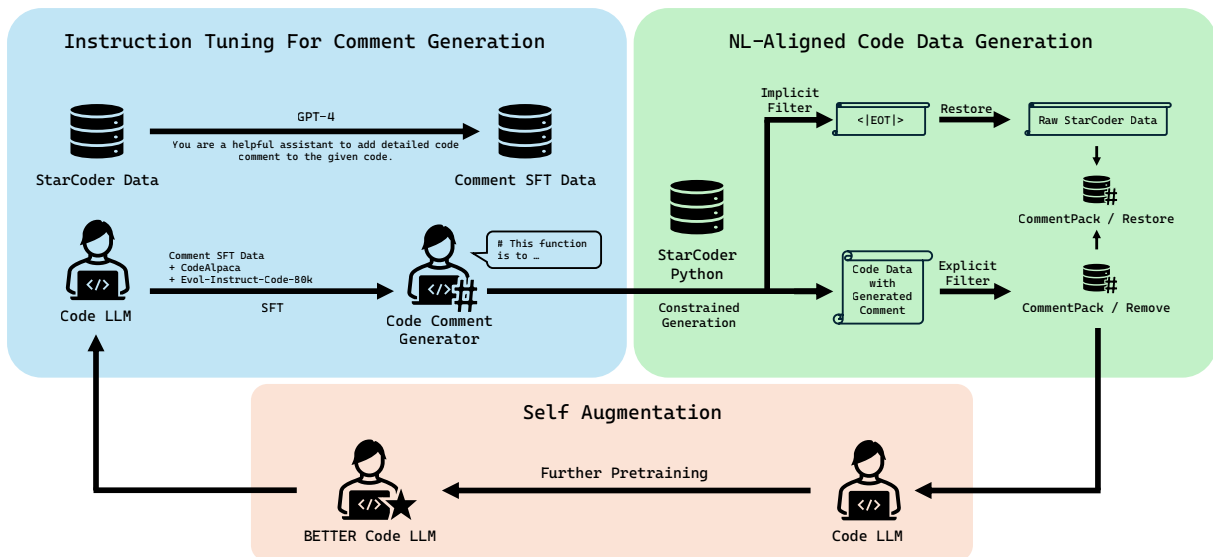 Instruction Tuning For Comment Generation
GPT-4
You are a helpful assistant to add detailed code
comment to the given code.
StarCoder Data
Comment SFT Data
Comment SFT Data
+ CodeAlpaca
+ Evol-Instruct-Code-80k
SFT
</>
Code LLM
# This function
is to …
</>
#
Code Comment
Generator
NL-Aligned Code Data Generation
Implicit
Filter
<|EOT|>
Restore
Raw StarCoder Data
#
CommentPack / Restore
StarCoder
Python
Constrained
Generation
Code Data
with
Generated
Comment
Explicit
Filter
#
CommentPack / Remove
Self Augmentation
Further Pretraining
</>
BETTER Code LLM
</>
Code LLM